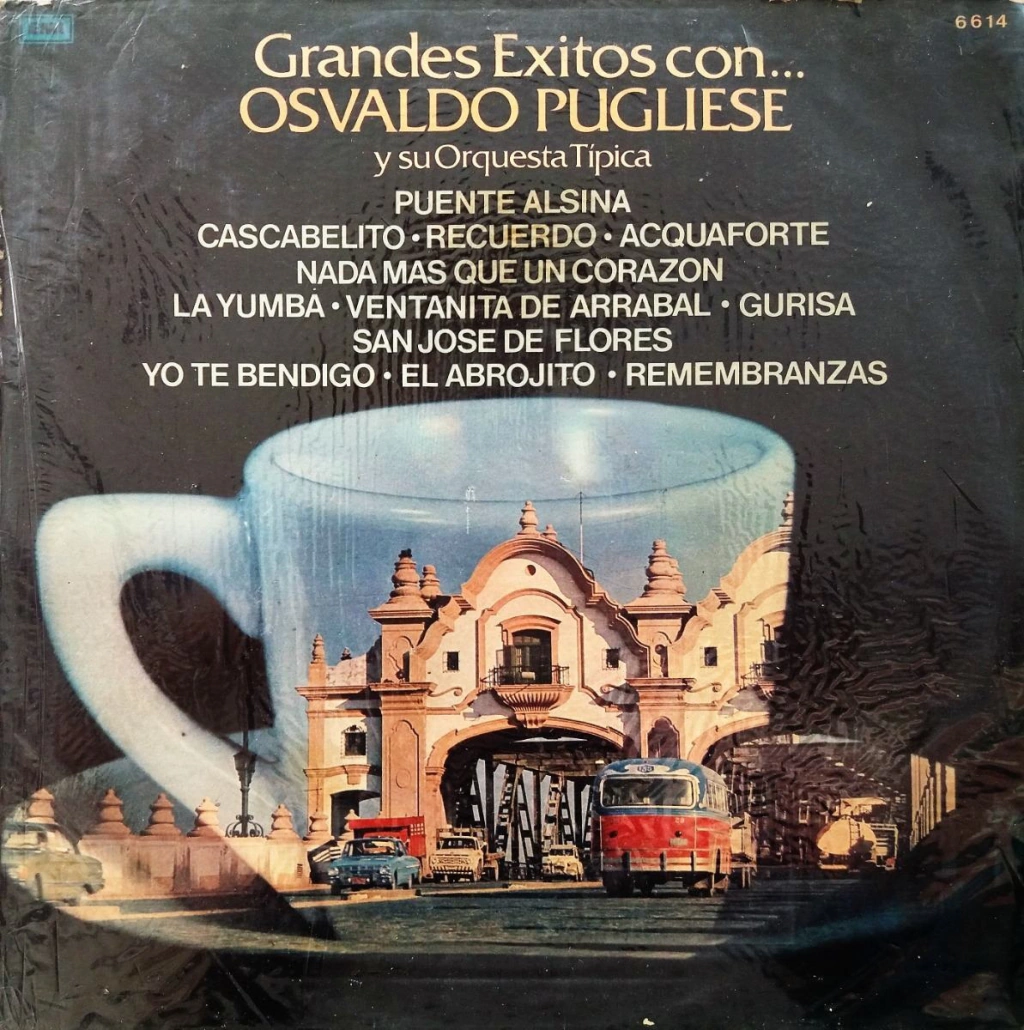 EMI
6614
Grandes Exitos con...
OSVALDO PUGLIESE
y su Orquesta Típica
PUENTE ALSINA
CASCABELITO • RECUERDO • ACQUAFORTE
NADA MAS QUE UN CORAZON
LA YUMBA • VENTANITA DE ARRABAL • GURISA
SAN JOSE DE FLORES
YO TE BENDIGO • EL ABROJITO • REMEMBRANZAS